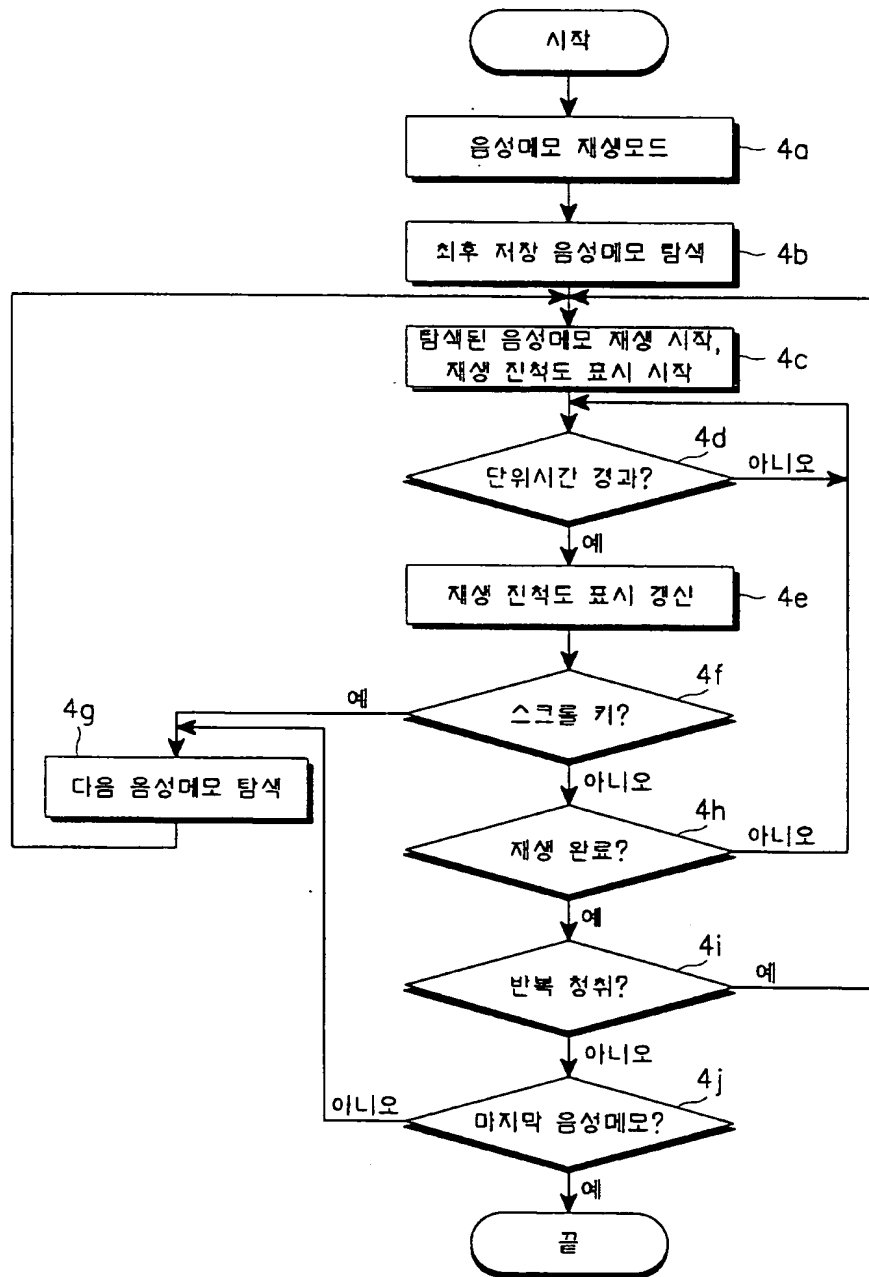 시작
음성메모 재생모드
4a
최후 저장 음성메모 탐색
4b
탐색된 음성메모 재생 시작,
재생 진척도 표시 시작
4c
4d
단위시간 경과?
아니오
예
재생 진척도 표시 갱신
4e
4f
스크롤 키?
예
4g
다음 음성메모 탐색
아니오
4h
재생 완료?
아니오
예
4i
반복 청취?
예
아니오
4j
마지막 음성메모?
아니오
예
끝